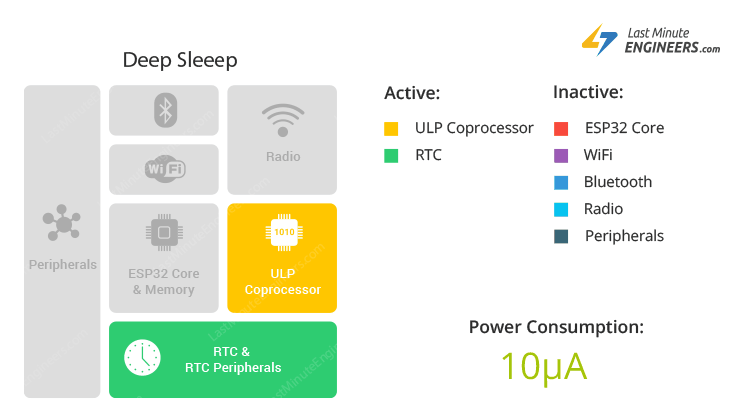 Last Minute
ENGINEERS.com
Deep Sleeep
Active:
ULP Coprocessor
RTC
Inactive:
ESP32 Core
WiFi
Bluetooth
Radio
Peripherals
Peripherals
WiFi
Radio
ESP32 Core
& Memory
1010
ULP
Coprocessor
RTC &
RTC Peripherals
Power Consumption:
10µA